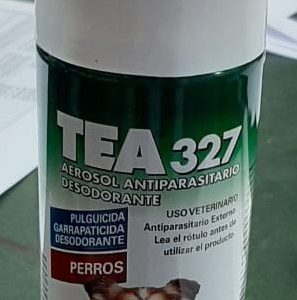 TEA 327
AEROSOL ANTIPARASITARIO
DESODORANTE
PULGUICIDA
GARRAPATICIDA
DESODORANTE
PERROS
USO VETERINARIO
Antiparasitario Externo
Lea el rótulo antes de
utilizar el producto